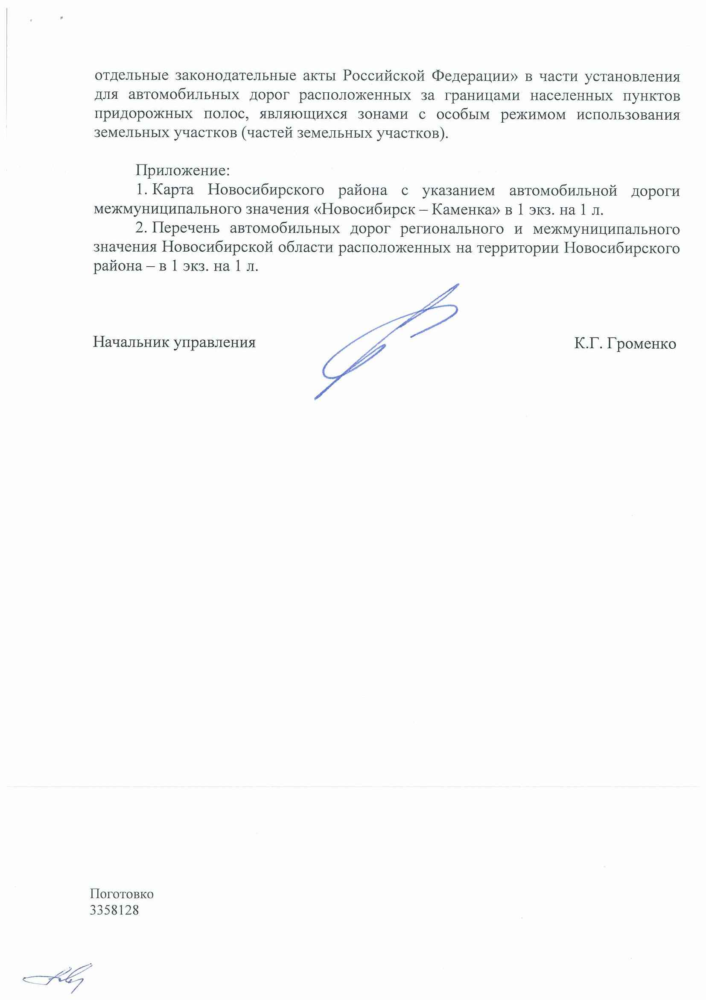 отдельные законодательные акты Российской Федерации» в части установления
для автомобильных дорог расположенных за границами населенных пунктов
придорожных полос, являющихся зонами с особым режимом использования
земельных участков (частей земельных участков).
Приложение:
1. Карта Новосибирского района с указанием автомобильной дороги
межмуниципального значения «Новосибирск – Каменка» в 1 экз. на 1 л.
2. Перечень автомобильных дорог регионального и межмуниципального
значения Новосибирской области расположенных на территории Новосибирского
района – в 1 экз. на 1 л.
Начальник управления К.Г. Громенко
Поготовко
3358128